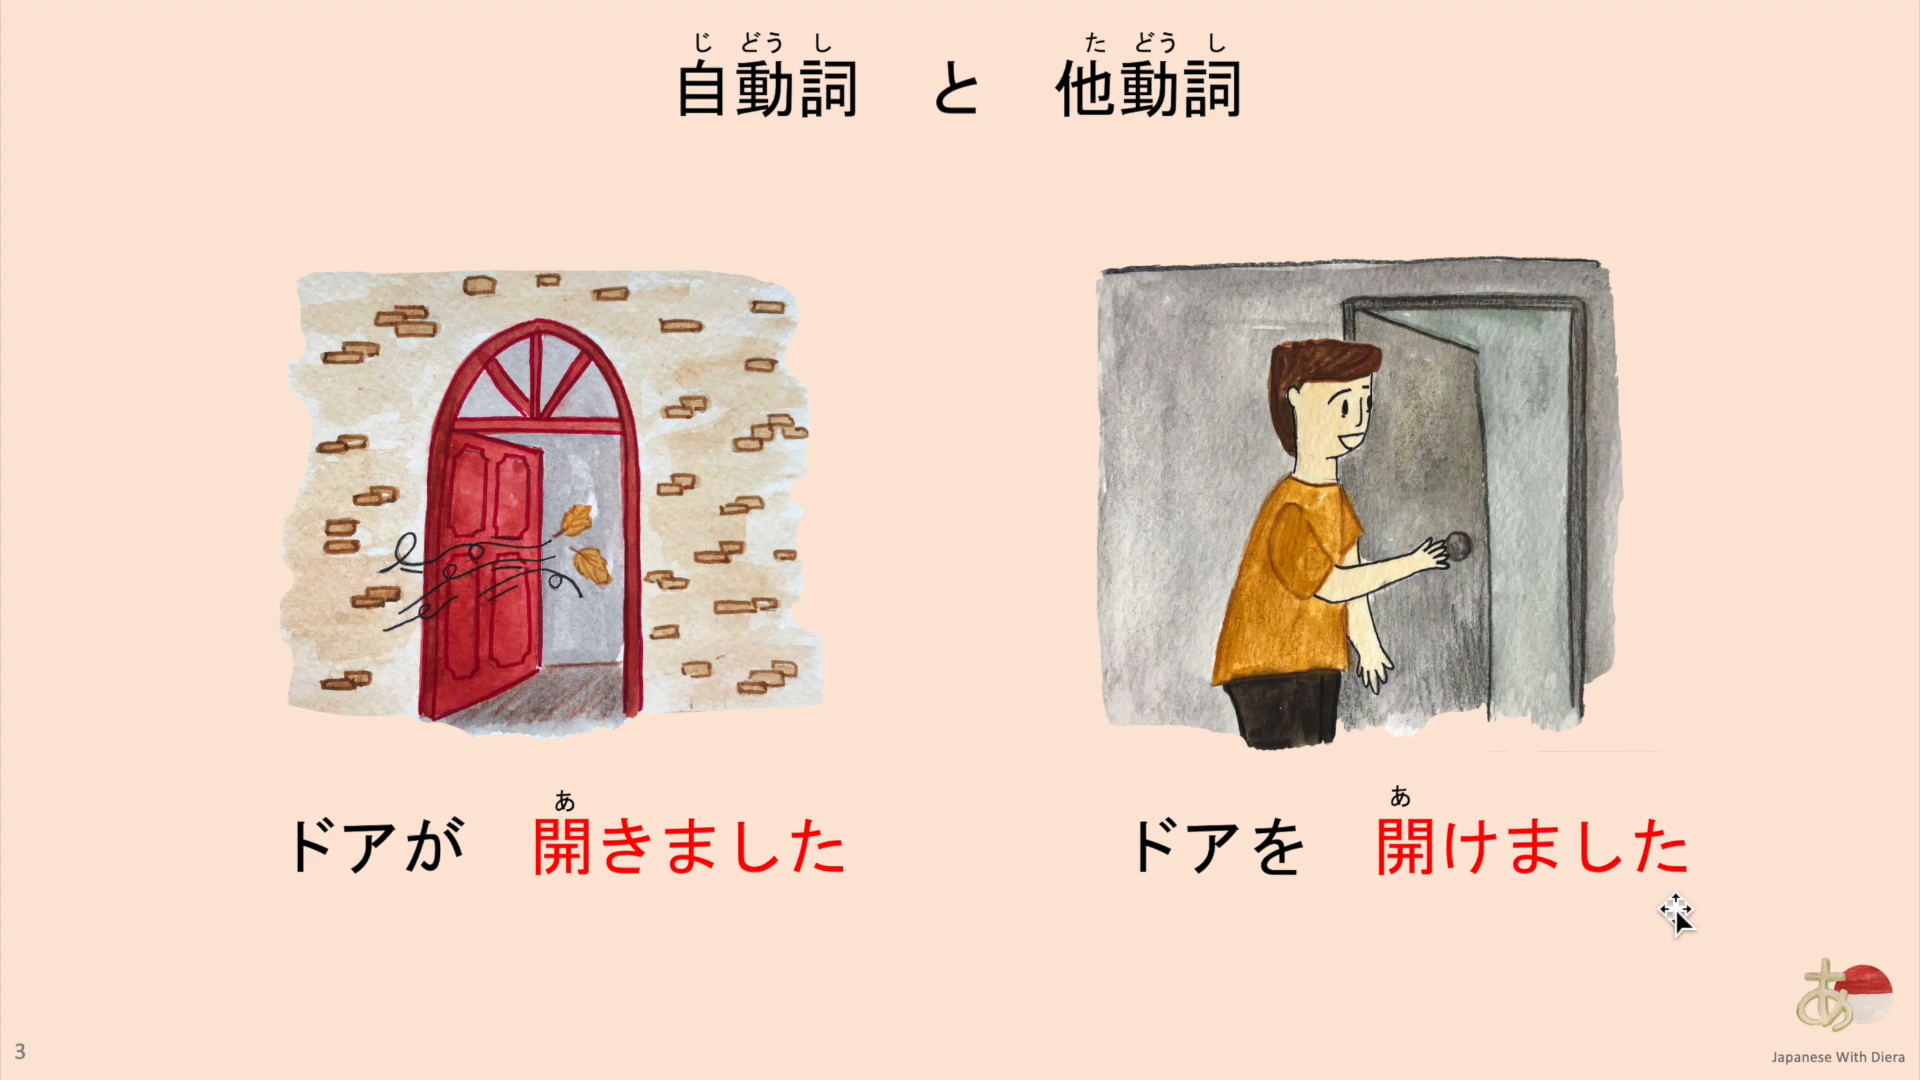 じ どう し た どう し
自動詞 と 他動詞
あ あ
ドアが 開きました ドアを 開けました
あ
3
Japanese With Diera